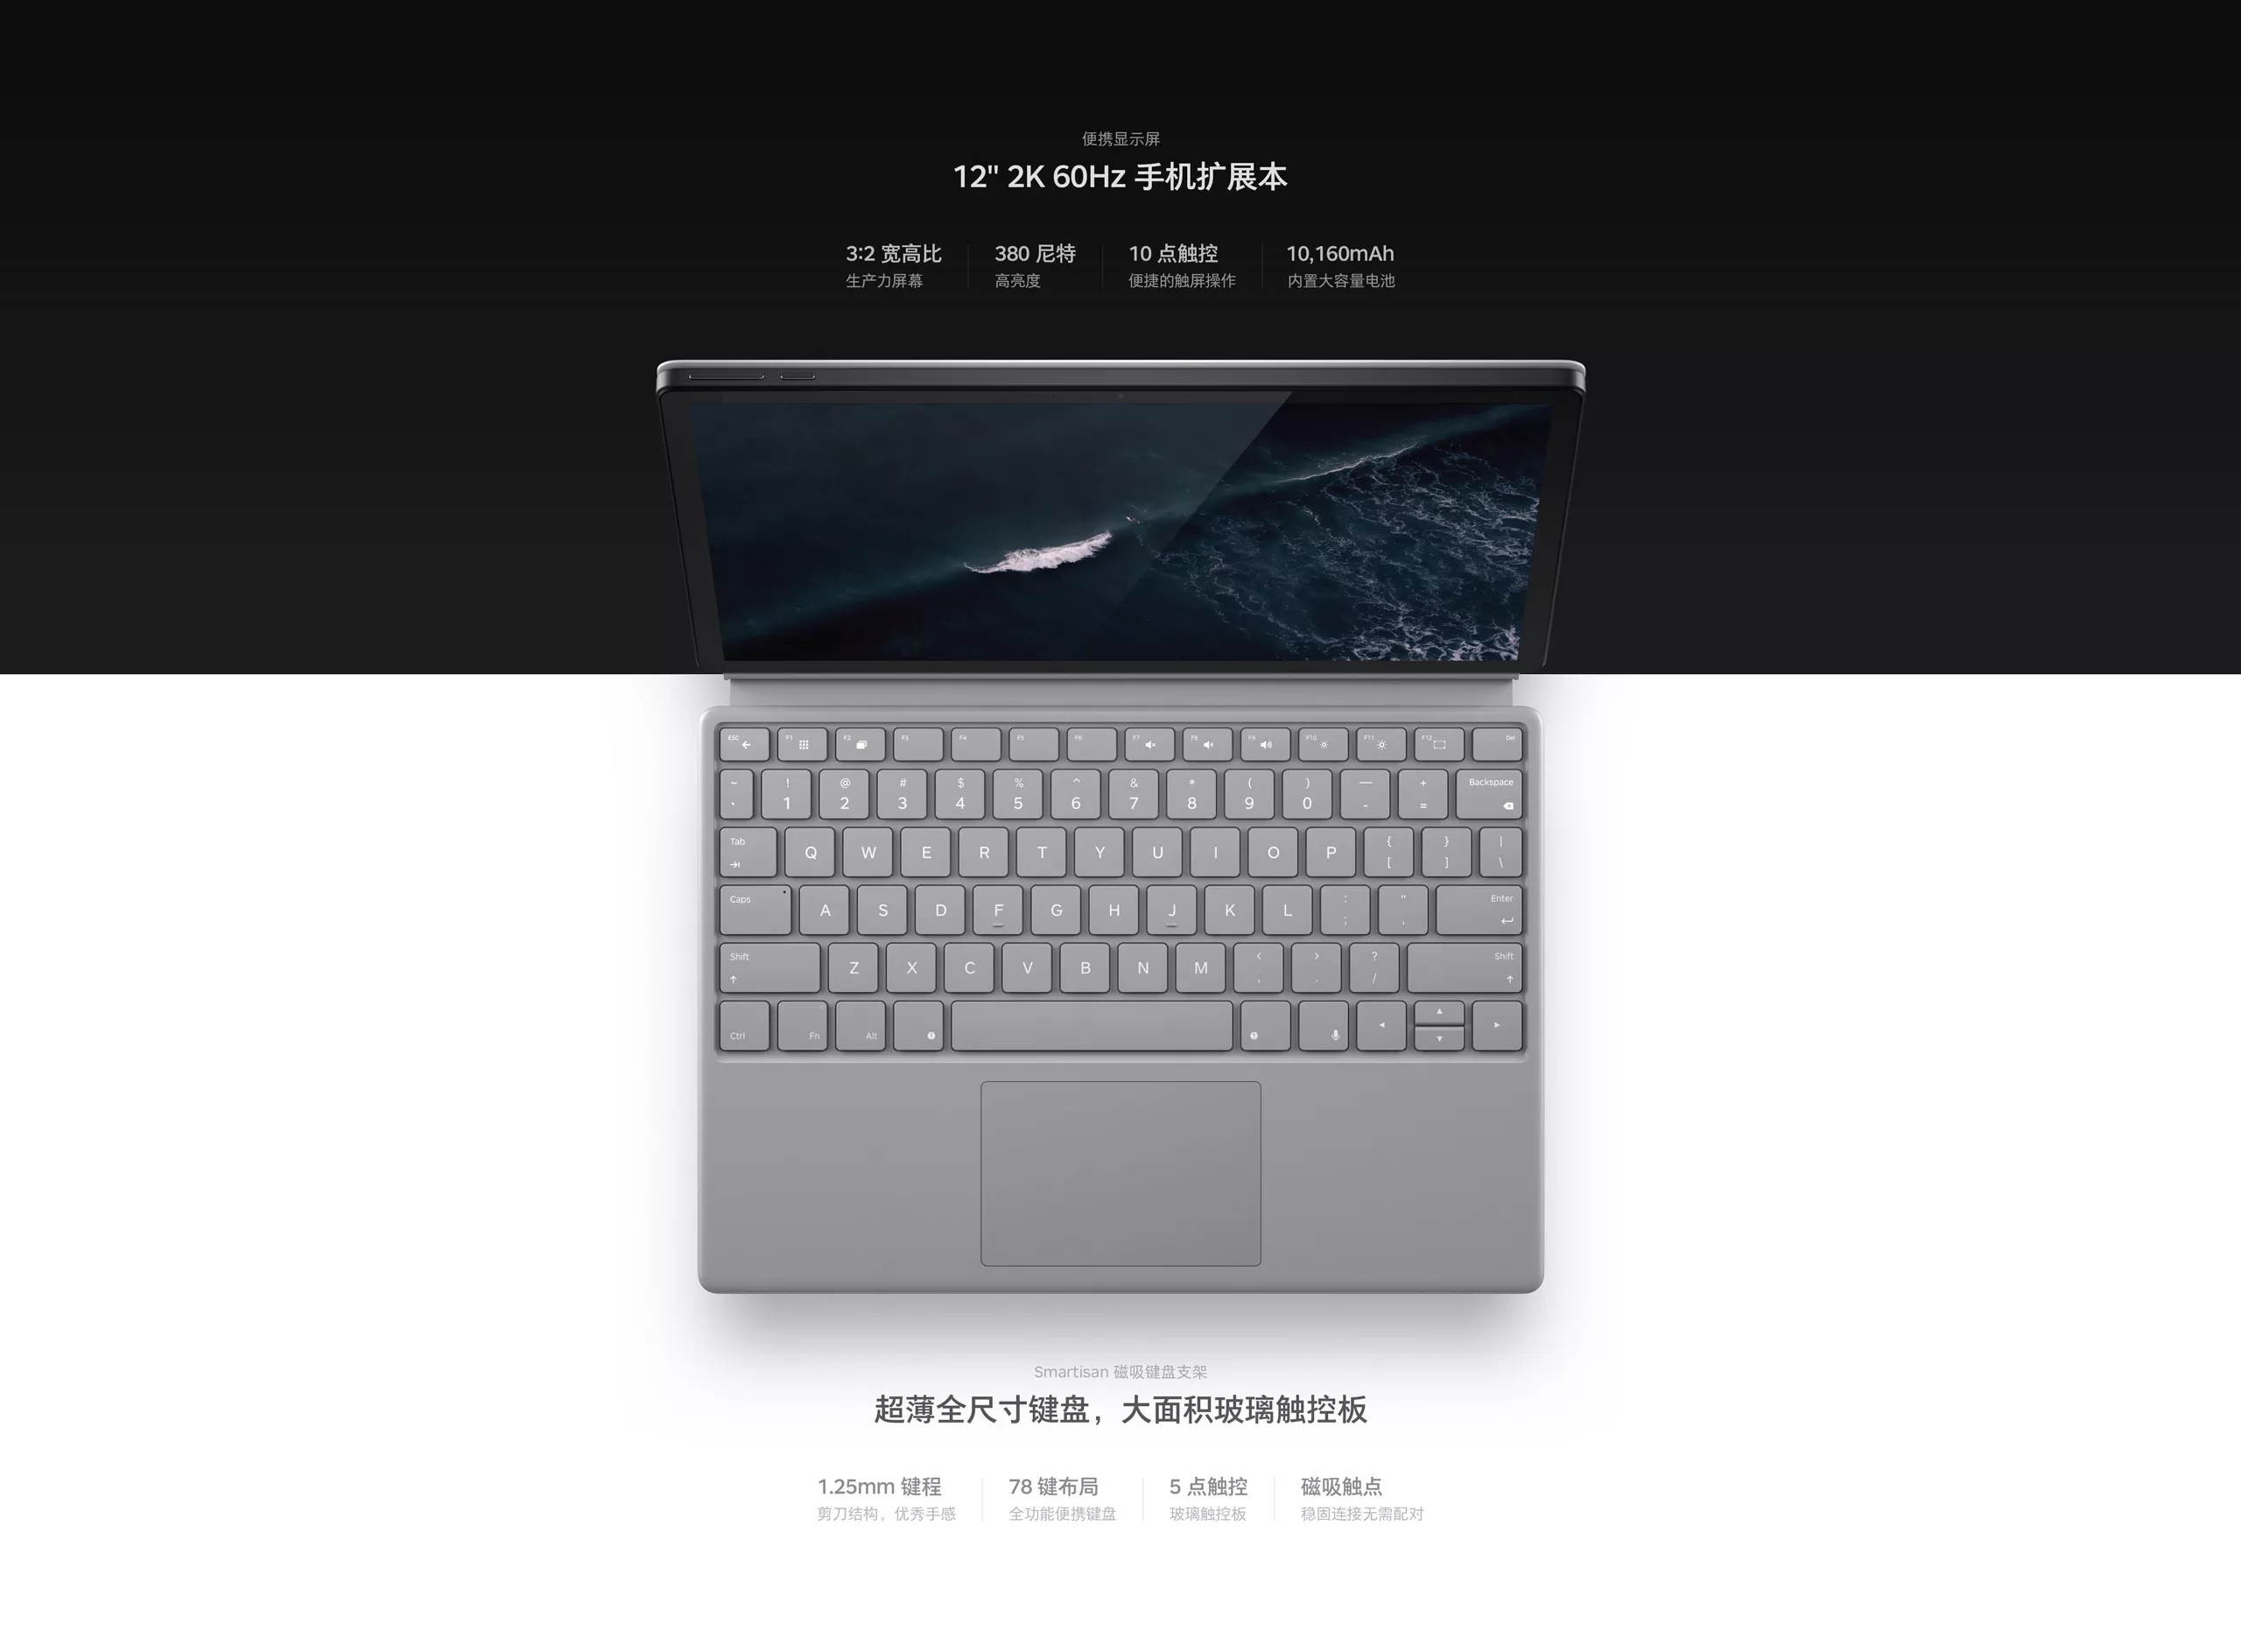 便携显示屏
12" 2K 60Hz 手机扩展本
3:2 宽高比 380 尼特 10 点触控 10,160mAh
生产力屏幕 高亮度 便捷的触屏操作 内置大容量电池
ESC F1 F2 F3 F4 F5 F6 F7 F8 F9 F10 F11 F12 Del
~ ! @ # $ % ^ & * ( ) — + Backspace
` 1 2 3 4 5 6 7 8 9 0 - =
Tab Q W E R T Y U I O P { } |
[ ] \
Caps A S D F G H J K L : " Enter
; ,
Shift Z X C V B N M < > ? Shift
, . /
Ctrl Fn Alt
Smartisan 磁吸键盘支架
超薄全尺寸键盘，大面积玻璃触控板
1.25mm 键程 78 键布局 5 点触控 磁吸触点
剪刀结构，优秀手感 全功能便携键盘 玻璃触控板 稳固连接无需配对